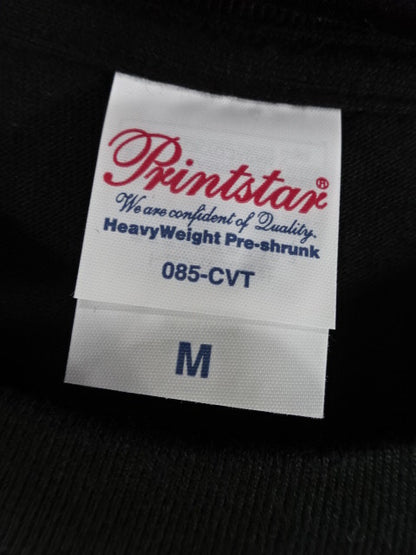 Printstar®
We are confident of Quality.
HeavyWeight Pre-shrunk
085-CVT
M